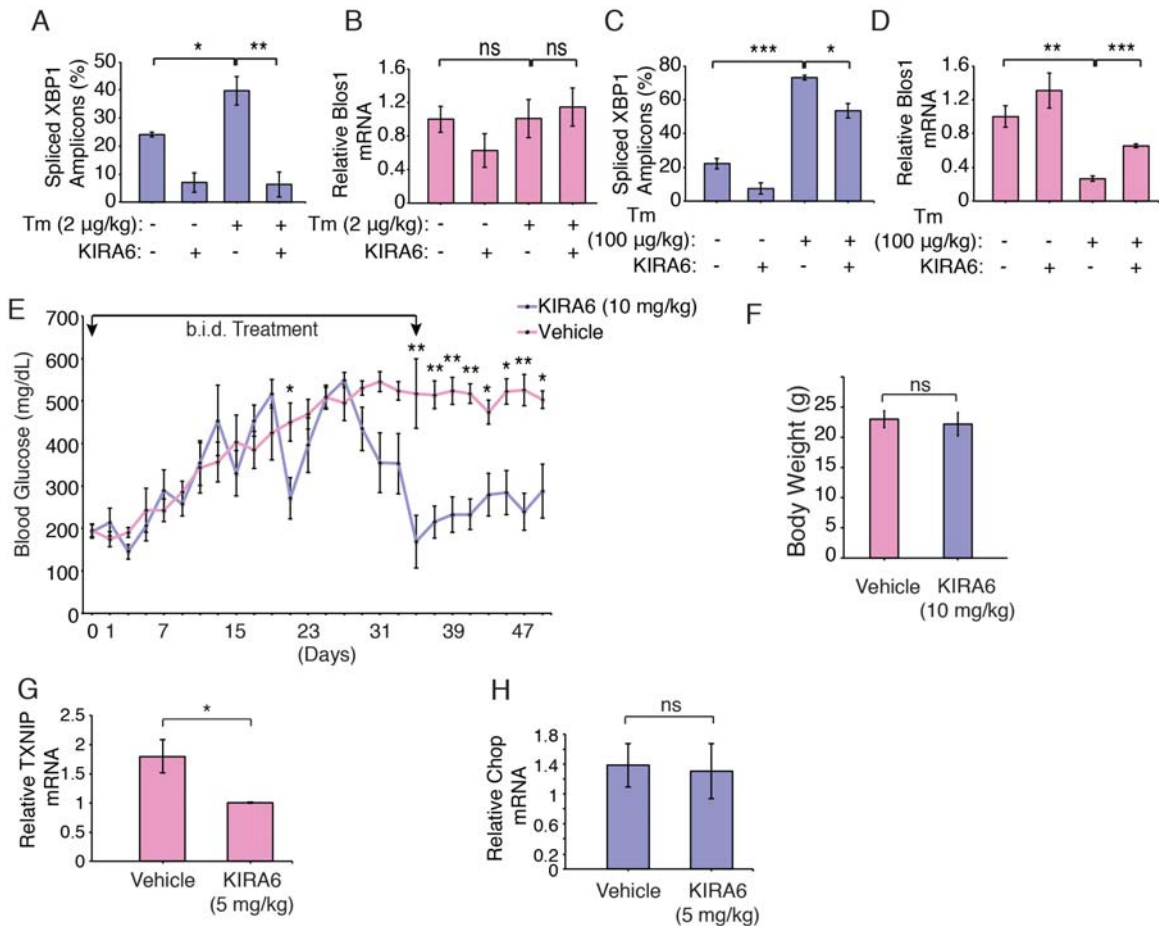 A
* **
Spliced XBP1
Amplicons (%)
50
40
30
20
10
0
Tm (2 µg/kg): - - + +
KIRA6: - + - +
B
ns ns
Relative Blos1
mRNA
1.6
1.2
0.8
0.4
0
Tm (2 µg/kg): - - + +
KIRA6: - + - +
C
*** *
Spliced XBP1
Amplicons (%)
80
60
40
20
0
Tm
(100 µg/kg): - - + +
KIRA6: - + - +
D
** ***
Relative Blos1
mRNA
1.6
1.2
0.8
0.4
0
Tm
(100 µg/kg): - - + +
KIRA6: - + - +
E
KIRA6 (10 mg/kg)
Vehicle
b.i.d. Treatment
Blood Glucose (mg/dL)
700
600
500
400
300
200
100
0
* ** ** ** ** * * ** *
0 1 7 15 23 31 39 47
(Days)
F
ns
Body Weight (g)
25
20
15
10
5
0
Vehicle KIRA6
(10 mg/kg)
G
*
Relative TXNIP
mRNA
2.5
2
1.5
1
0.5
0
Vehicle KIRA6
(5 mg/kg)
H
ns
Relative Chop
mRNA
1.8
1.4
1
0.6
0.2
0
Vehicle KIRA6
(5 mg/kg)